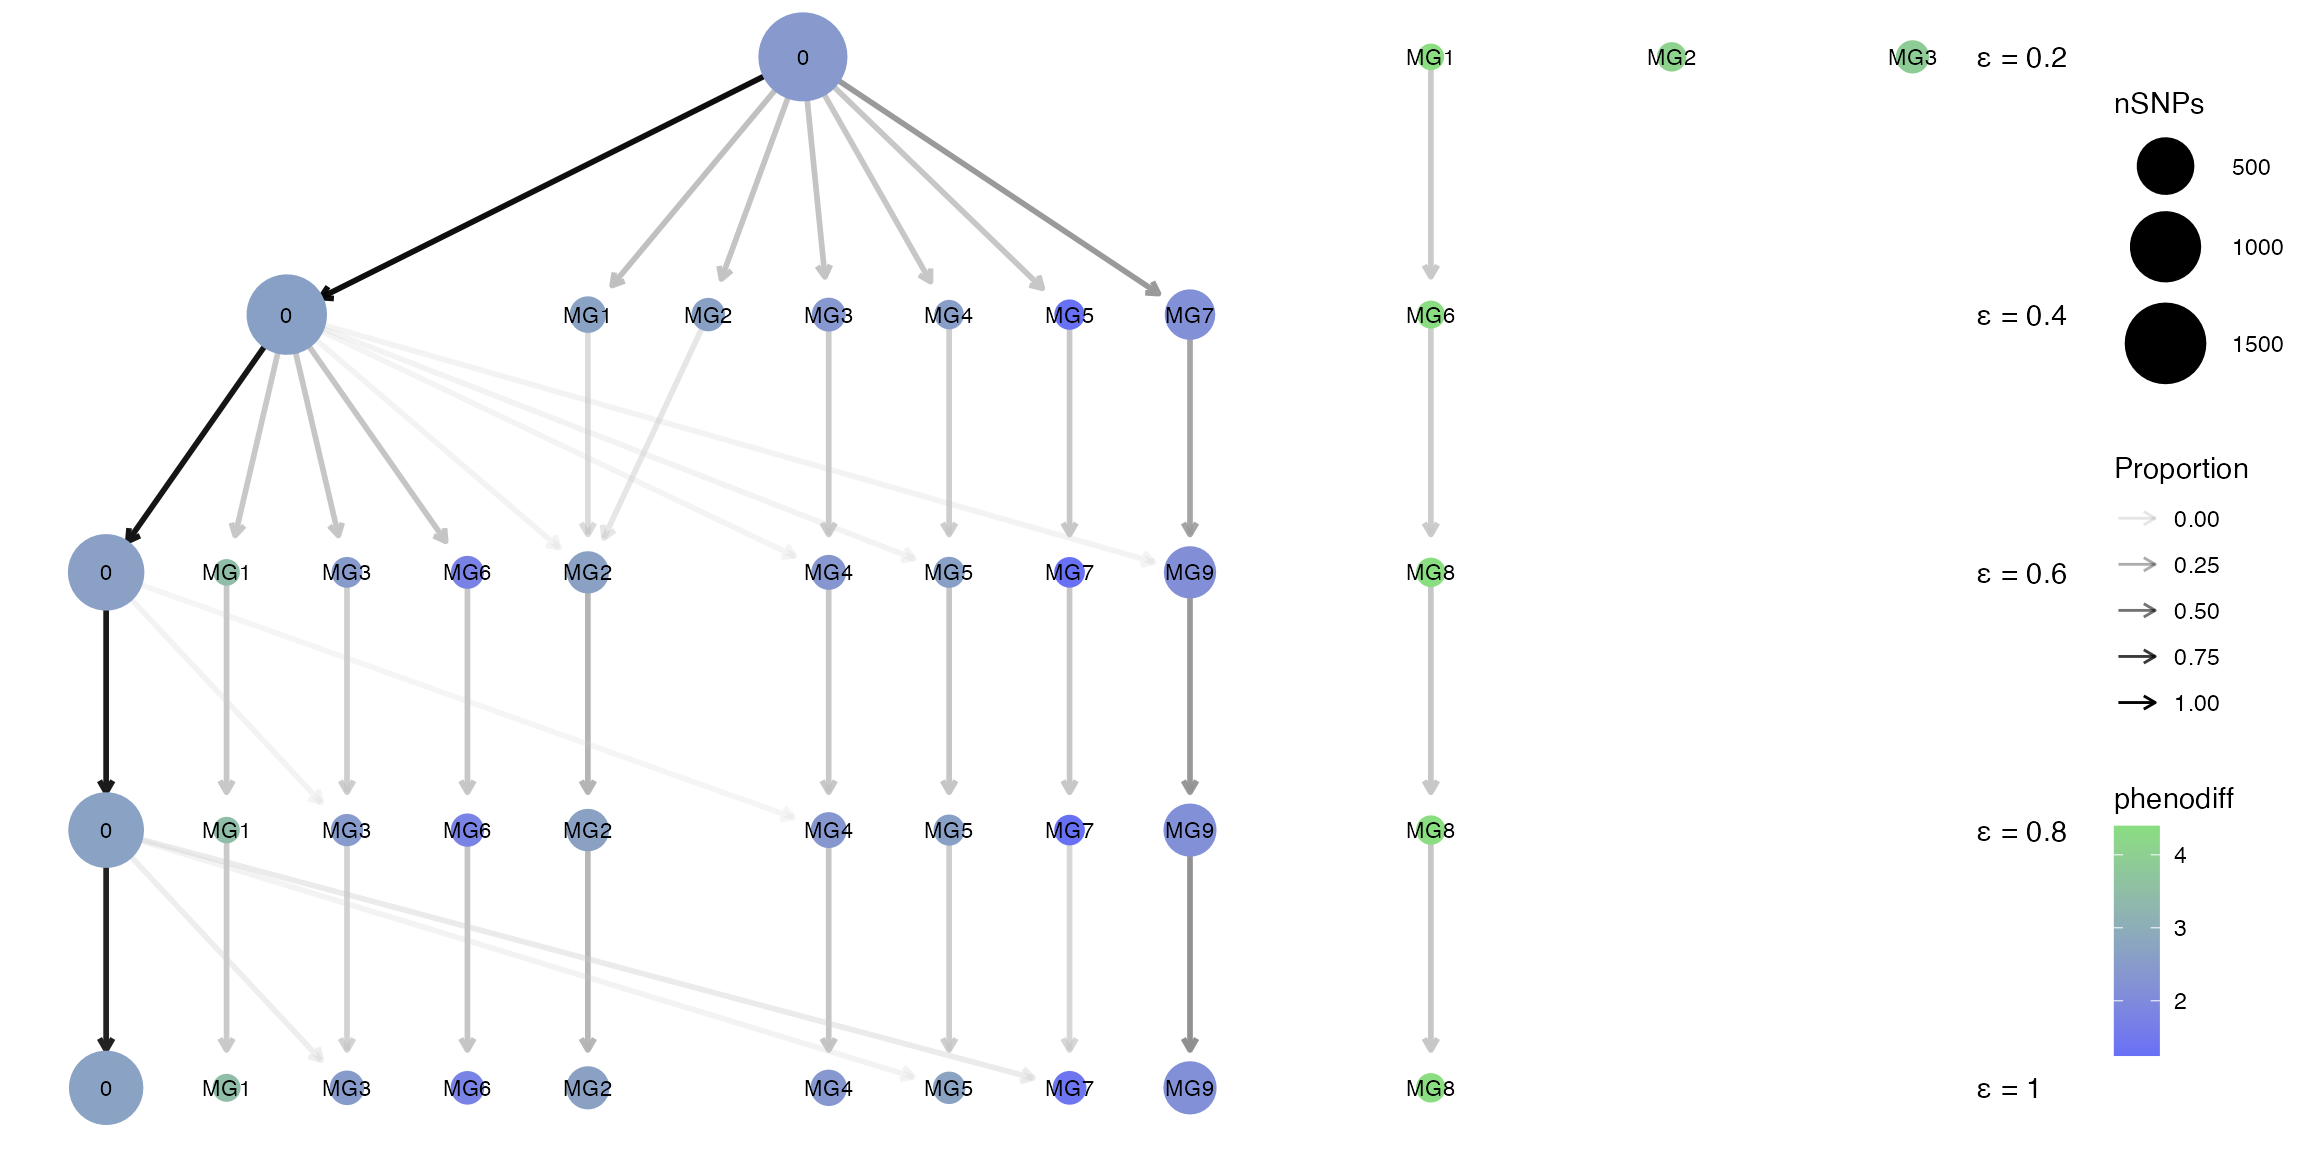 0 MG1 MG2 MG3 ε = 0.2
0 MG1 MG2 MG3 MG4 MG5 MG7 MG6 ε = 0.4
0 MG1 MG3 MG6 MG2 MG4 MG5 MG7 MG9 MG8 ε = 0.6
0 MG1 MG3 MG6 MG2 MG4 MG5 MG7 MG9 MG8 ε = 0.8
0 MG1 MG3 MG6 MG2 MG4 MG5 MG7 MG9 MG8 ε = 1
nSNPs
500
1000
1500
Proportion
0.00
0.25
0.50
0.75
1.00
phenodiff
4
3
2